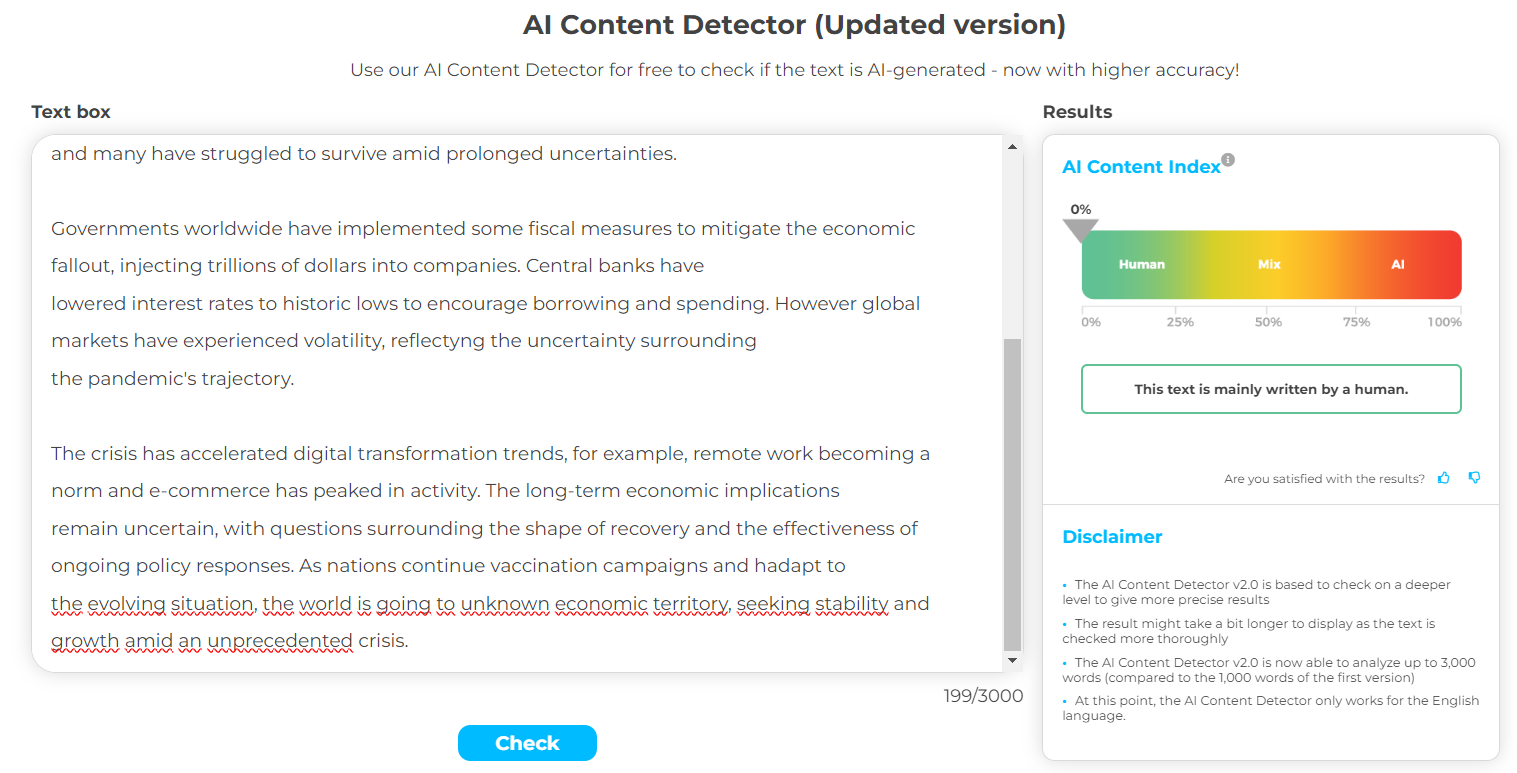 AI Content Detector (Updated version)
Use our AI Content Detector for free to check if the text is AI-generated - now with higher accuracy!
Text box
and many have struggled to survive amid prolonged uncertainties.
Governments worldwide have implemented some fiscal measures to mitigate the economic
fallout, injecting trillions of dollars into companies. Central banks have
lowered interest rates to historic lows to encourage borrowing and spending. However global
markets have experienced volatility, reflectyng the uncertainty surrounding
the pandemic's trajectory.
The crisis has accelerated digital transformation trends, for example, remote work becoming a
norm and e-commerce has peaked in activity. The long-term economic implications
remain uncertain, with questions surrounding the shape of recovery and the effectiveness of
ongoing policy responses. As nations continue vaccination campaigns and hadapt to
the evolving situation, the world is going to unknown economic territory, seeking stability and
growth amid an unprecedented crisis.
199/3000
Check
Results
AI Content Index i
0%
Human Mix AI
0% 25% 50% 75% 100%
This text is mainly written by a human.
Are you satisfied with the results?
Disclaimer
• The AI Content Detector v2.0 is based to check on a deeper
level to give more precise results
• The result might take a bit longer to display as the text is
checked more thoroughly
• The AI Content Detector v2.0 is now able to analyze up to 3,000
words (compared to the 1,000 words of the first version)
• At this point, the AI Content Detector only works for the English
language.